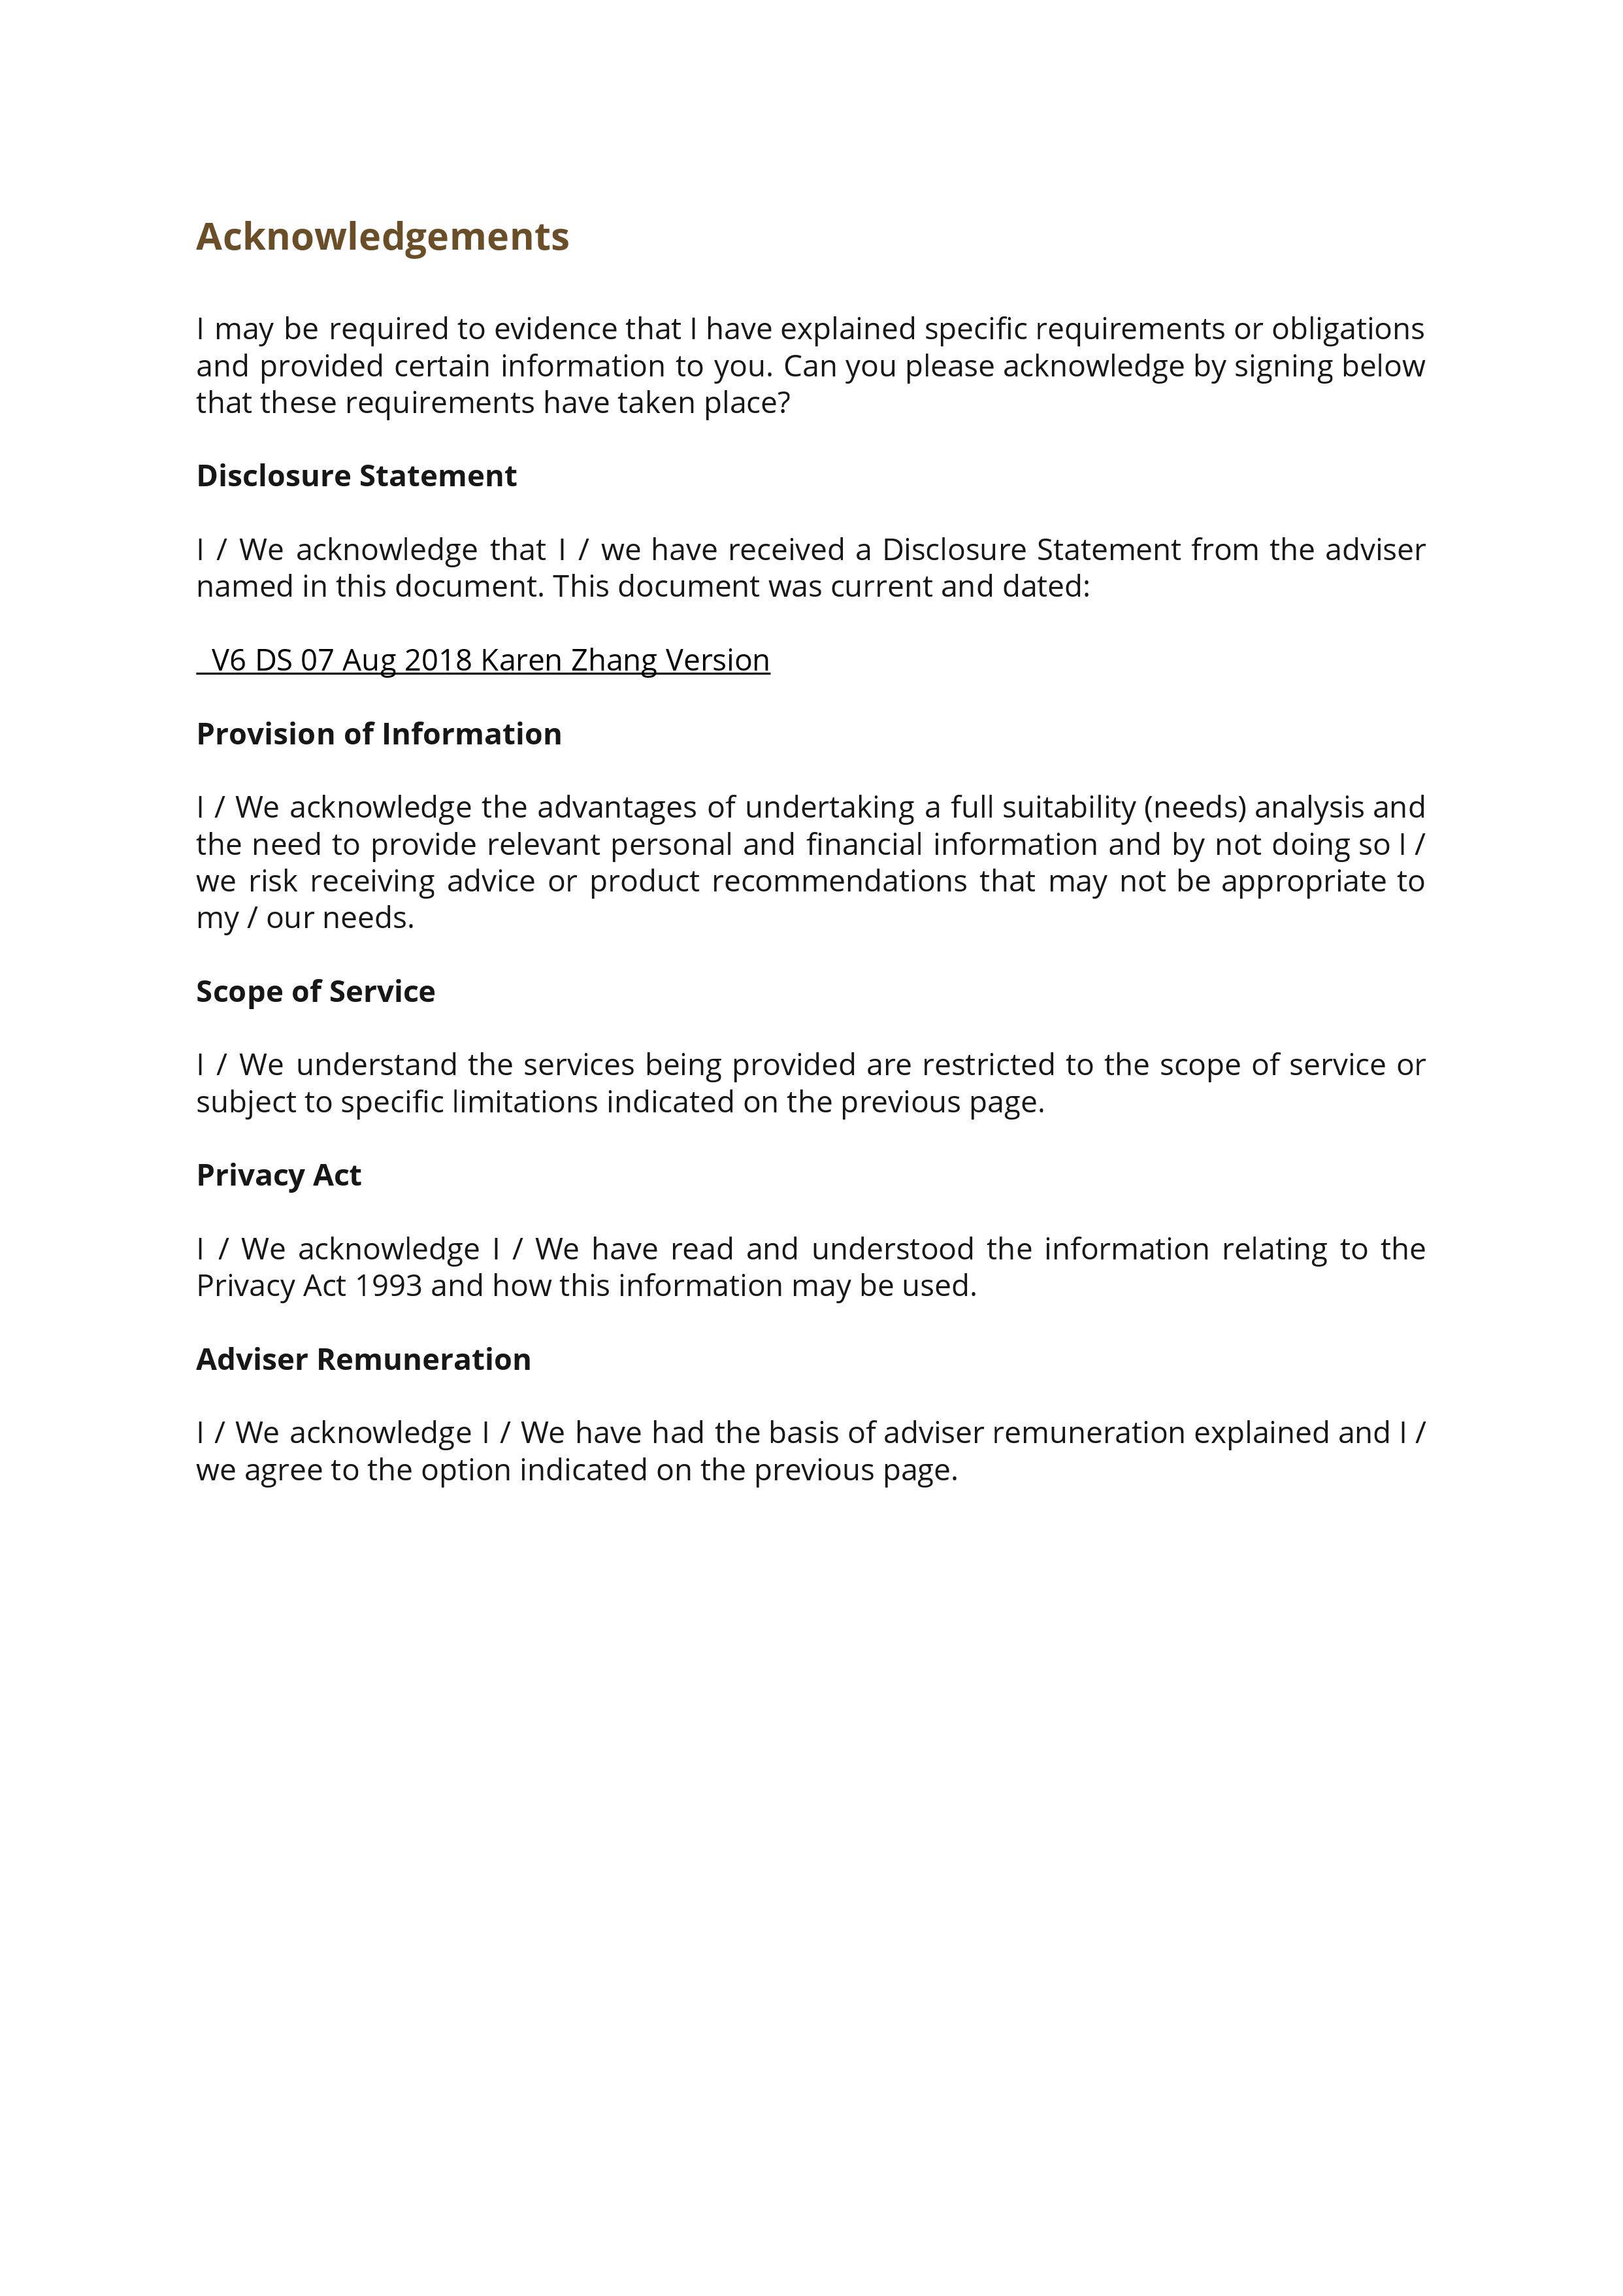 Acknowledgements
I may be required to evidence that I have explained specific requirements or obligations
and provided certain information to you. Can you please acknowledge by signing below
that these requirements have taken place?
Disclosure Statement
I / We acknowledge that I / we have received a Disclosure Statement from the adviser
named in this document. This document was current and dated:
V6 DS 07 Aug 2018 Karen Zhang Version
Provision of Information
I / We acknowledge the advantages of undertaking a full suitability (needs) analysis and
the need to provide relevant personal and financial information and by not doing so I /
we risk receiving advice or product recommendations that may not be appropriate to
my / our needs.
Scope of Service
I / We understand the services being provided are restricted to the scope of service or
subject to specific limitations indicated on the previous page.
Privacy Act
I / We acknowledge I / We have read and understood the information relating to the
Privacy Act 1993 and how this information may be used.
Adviser Remuneration
I / We acknowledge I / We have had the basis of adviser remuneration explained and I /
we agree to the option indicated on the previous page.